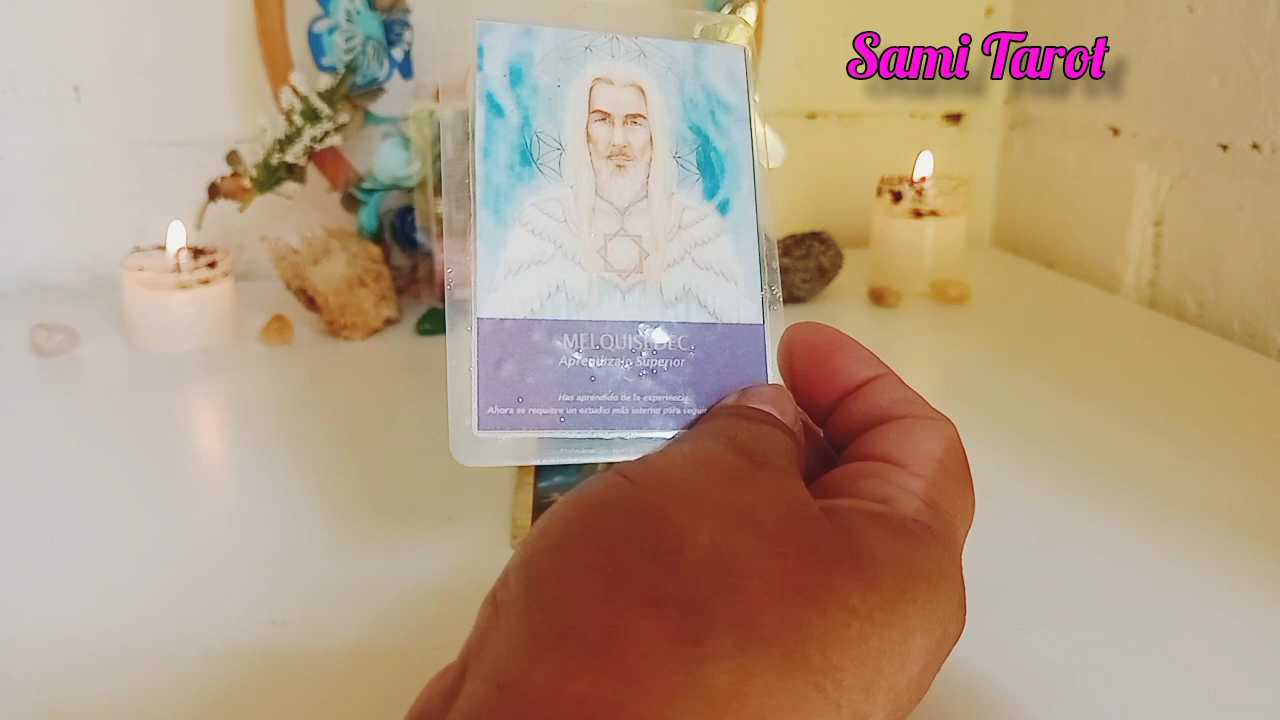 Sami Tarot
MELQUISEDEC
Aprendizaje Superior
Has aprendido de la experiencia.
Ahora se requiere un estudio más interno para seguir